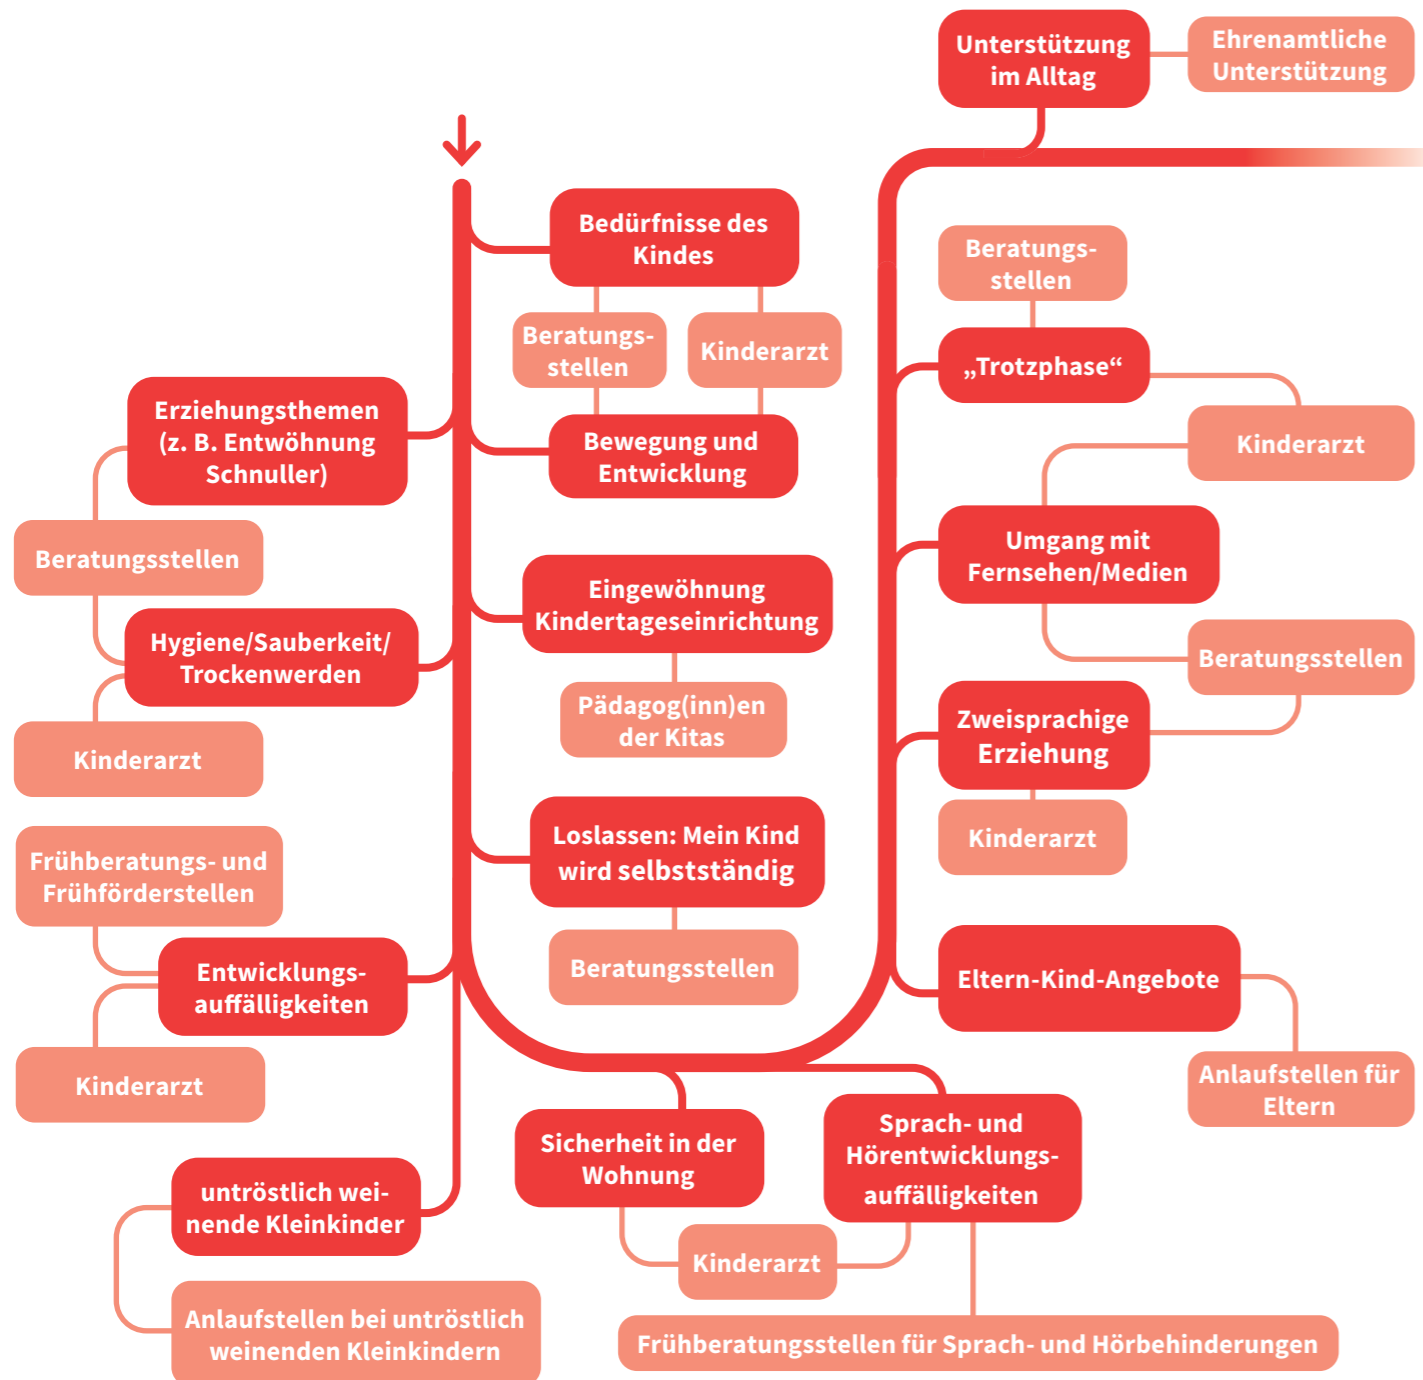 Unterstützung
im Alltag
Ehrenamtliche
Unterstützung
Bedürfnisse des
Kindes
Beratungs-
stellen
Kinderarzt
Bewegung und
Entwicklung
Erziehungsthemen
(z. B. Entwöhnung
Schnuller)
Beratungsstellen
Hygiene/Sauberkeit/
Trockenwerden
Kinderarzt
Eingewöhnung
Kindertageseinrichtung
Pädagog(inn)en
der Kitas
Loslassen: Mein Kind
wird selbstständig
Beratungsstellen
Frühberatungs- und
Frühförderstellen
Entwicklungs-
auffälligkeiten
Kinderarzt
untröstlich wei-
nende Kleinkinder
Anlaufstellen bei untröstlich
weinenden Kleinkindern
Sicherheit in der
Wohnung
Kinderarzt
Sprach- und
Hörentwicklungs-
auffälligkeiten
Frühberatungsstellen für Sprach- und Hörbehinderungen
Beratungs-
stellen
„Trotzphase“
Kinderarzt
Umgang mit
Fernsehen/Medien
Beratungsstellen
Zweisprachige
Erziehung
Kinderarzt
Eltern-Kind-Angebote
Anlaufstellen für
Eltern